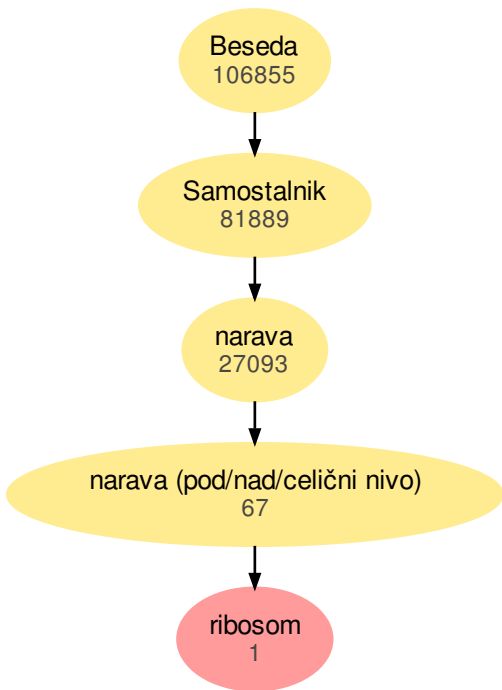 Beseda
106855
Samostalnik
81889
narava
27093
narava (pod/nad/celični nivo)
67
ribosom
1